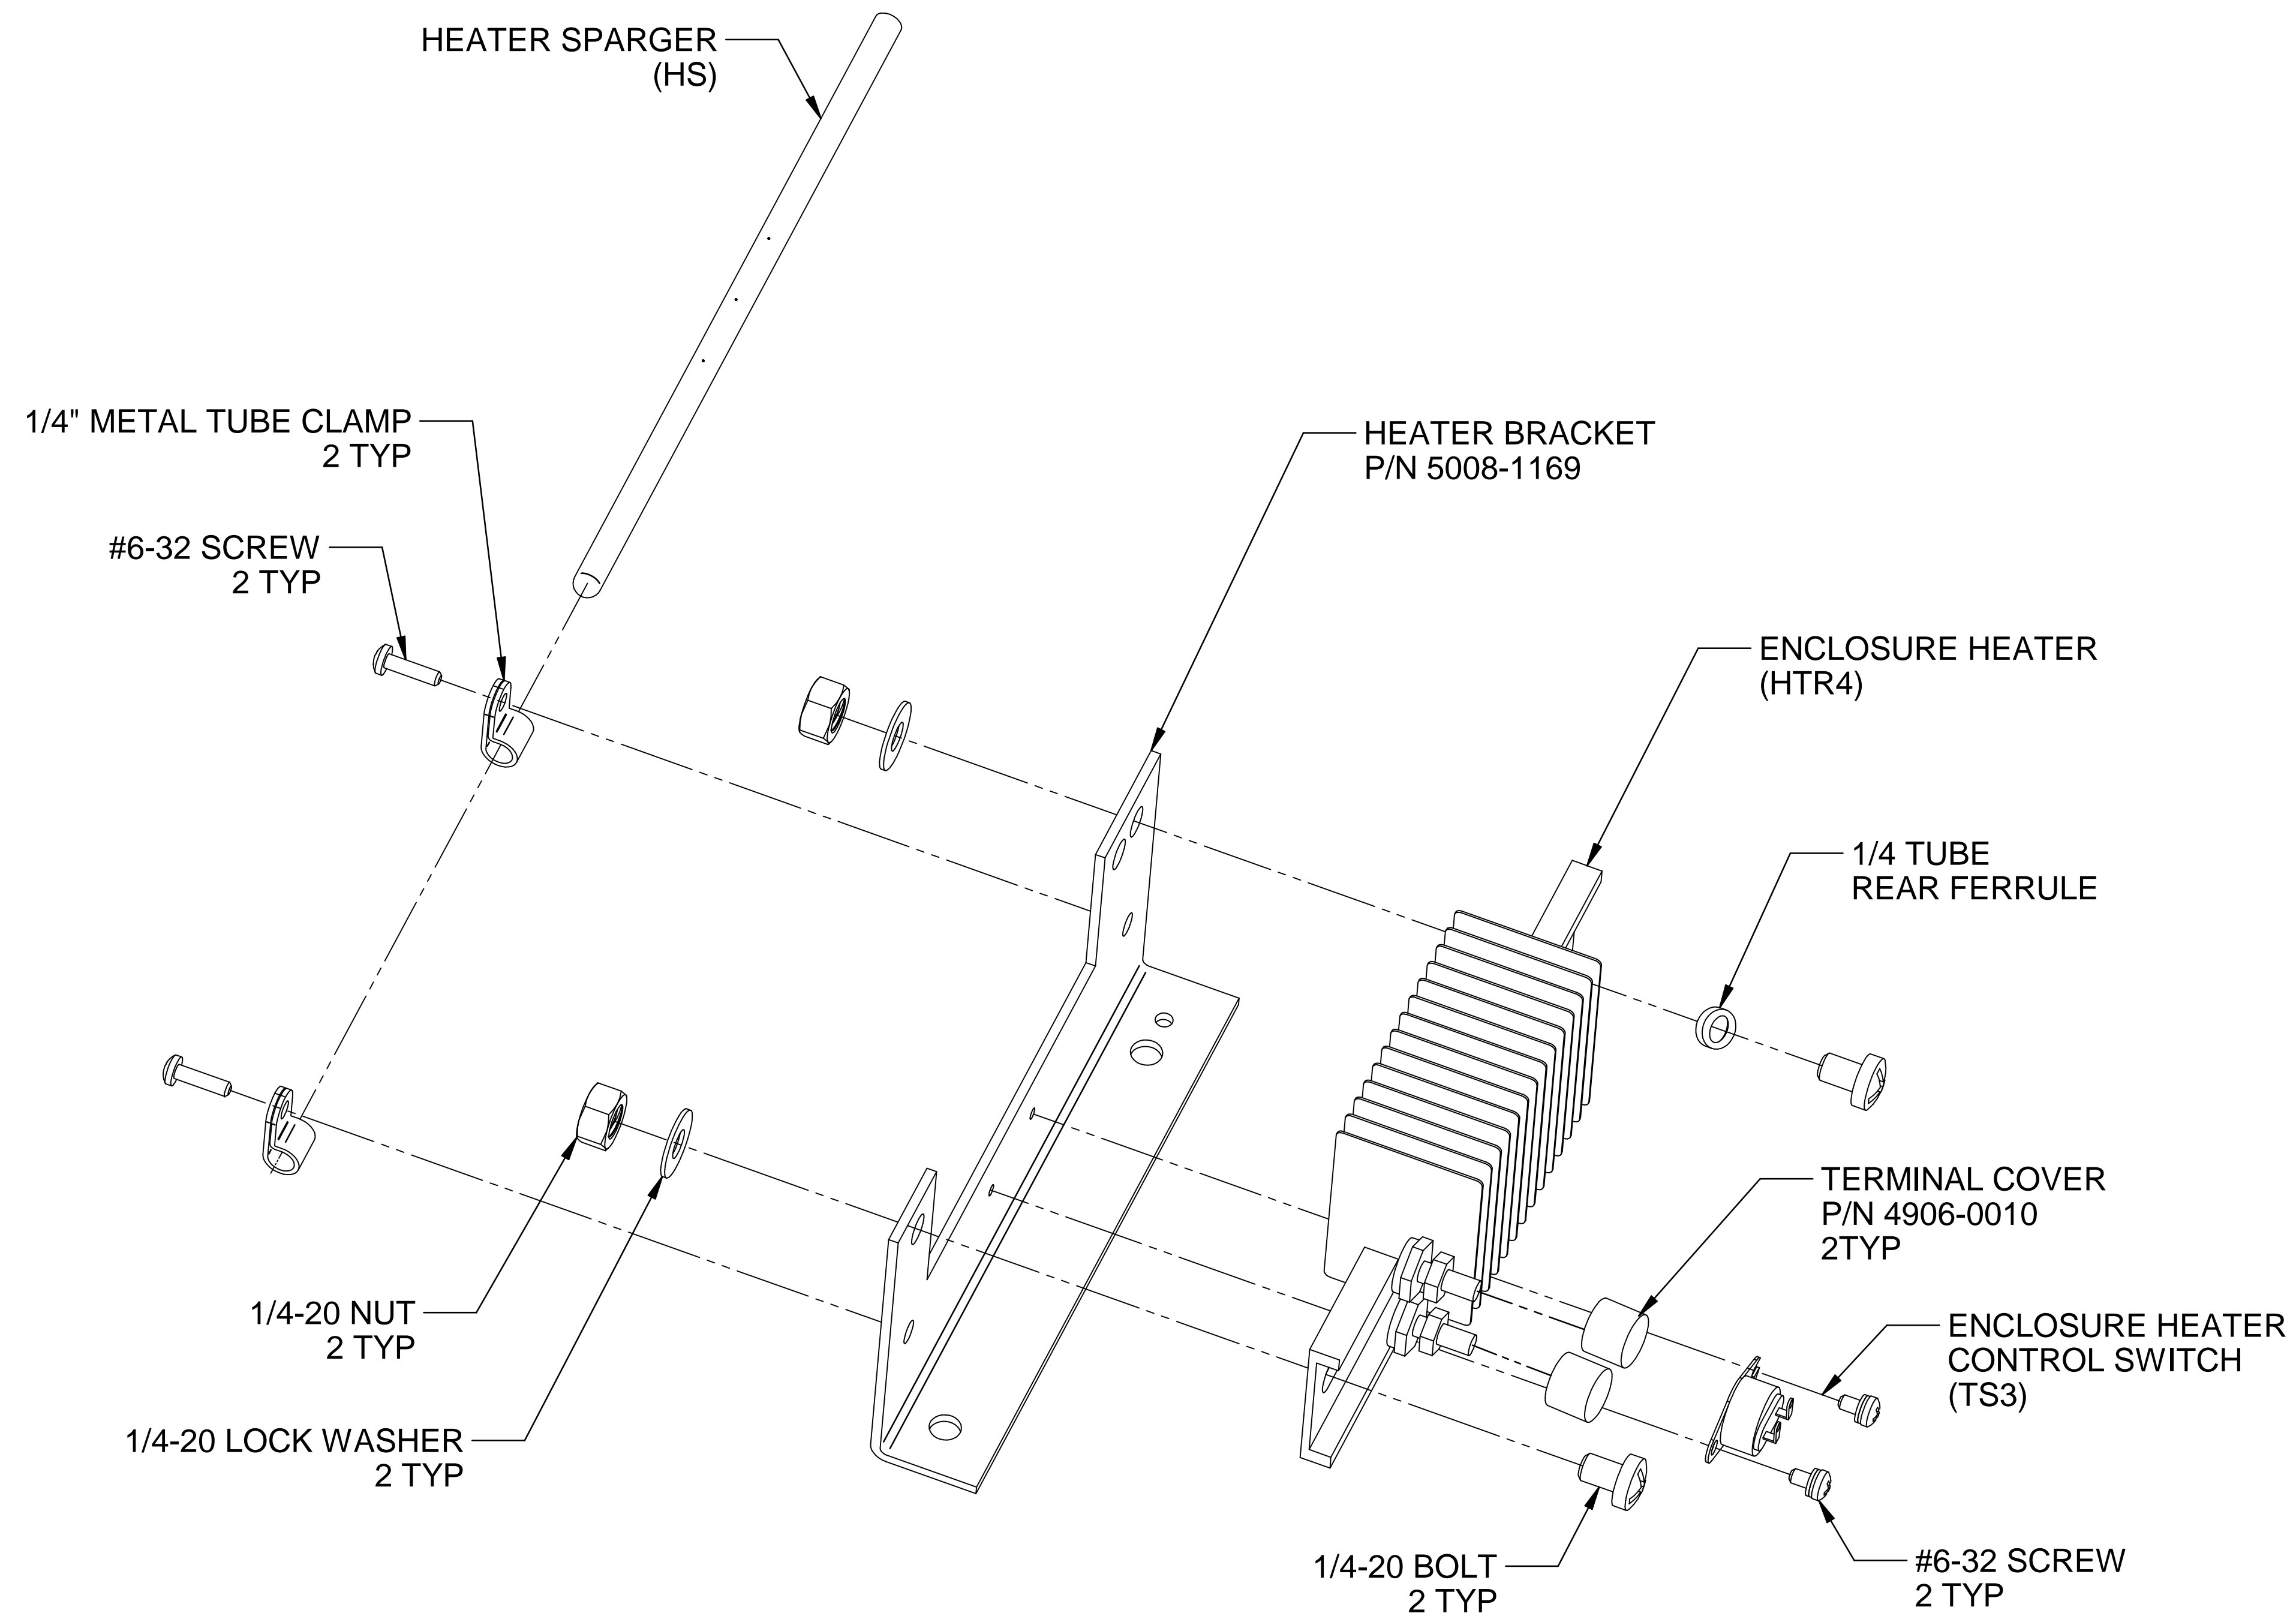 HEATER SPARGER
(HS)
1/4" METAL TUBE CLAMP
2 TYP
HEATER BRACKET
P/N 5008-1169
#6-32 SCREW
2 TYP
ENCLOSURE HEATER
(HTR4)
1/4 TUBE
REAR FERRULE
TERMINAL COVER
P/N 4906-0010
2TYP
1/4-20 NUT
2 TYP
ENCLOSURE HEATER
CONTROL SWITCH
(TS3)
1/4-20 LOCK WASHER
2 TYP
1/4-20 BOLT
2 TYP
#6-32 SCREW
2 TYP